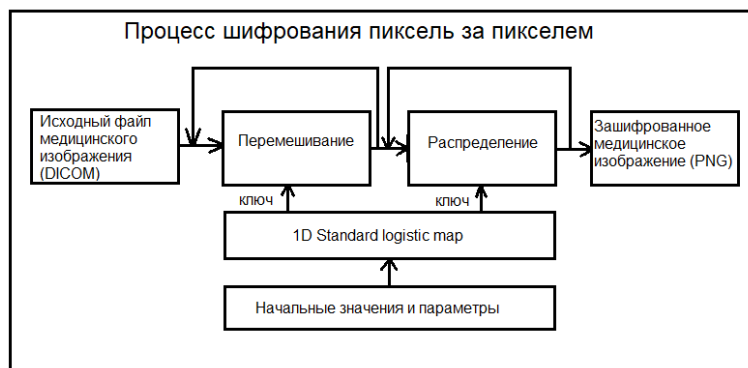 Процесс шифрования пиксель за пикселем
Исходный файл
медицинского
изображения
(DICOM)
Перемешивание
Распределение
Зашифрованное
медицинское
изображение (PNG)
ключ
ключ
1D Standard logistic map
Начальные значения и параметры